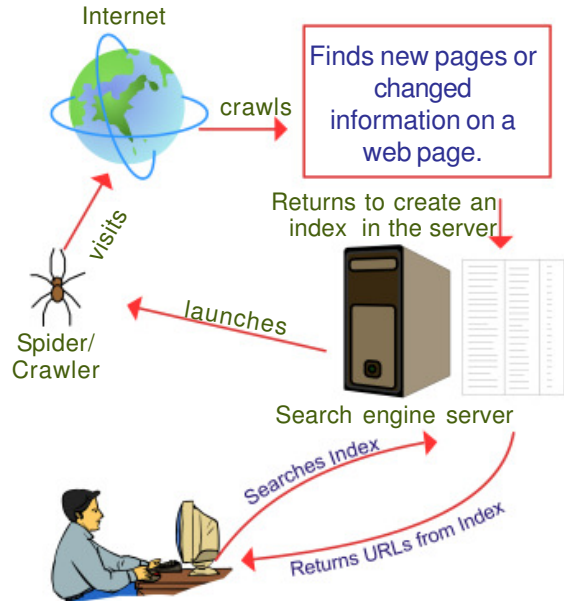 Internet
crawls
Finds new pages or
changed
information on a
web page.
Returns to create an
index in the server
visits
launches
Spider/
Crawler
Search engine server
Searches Index
Returns URLs from Index